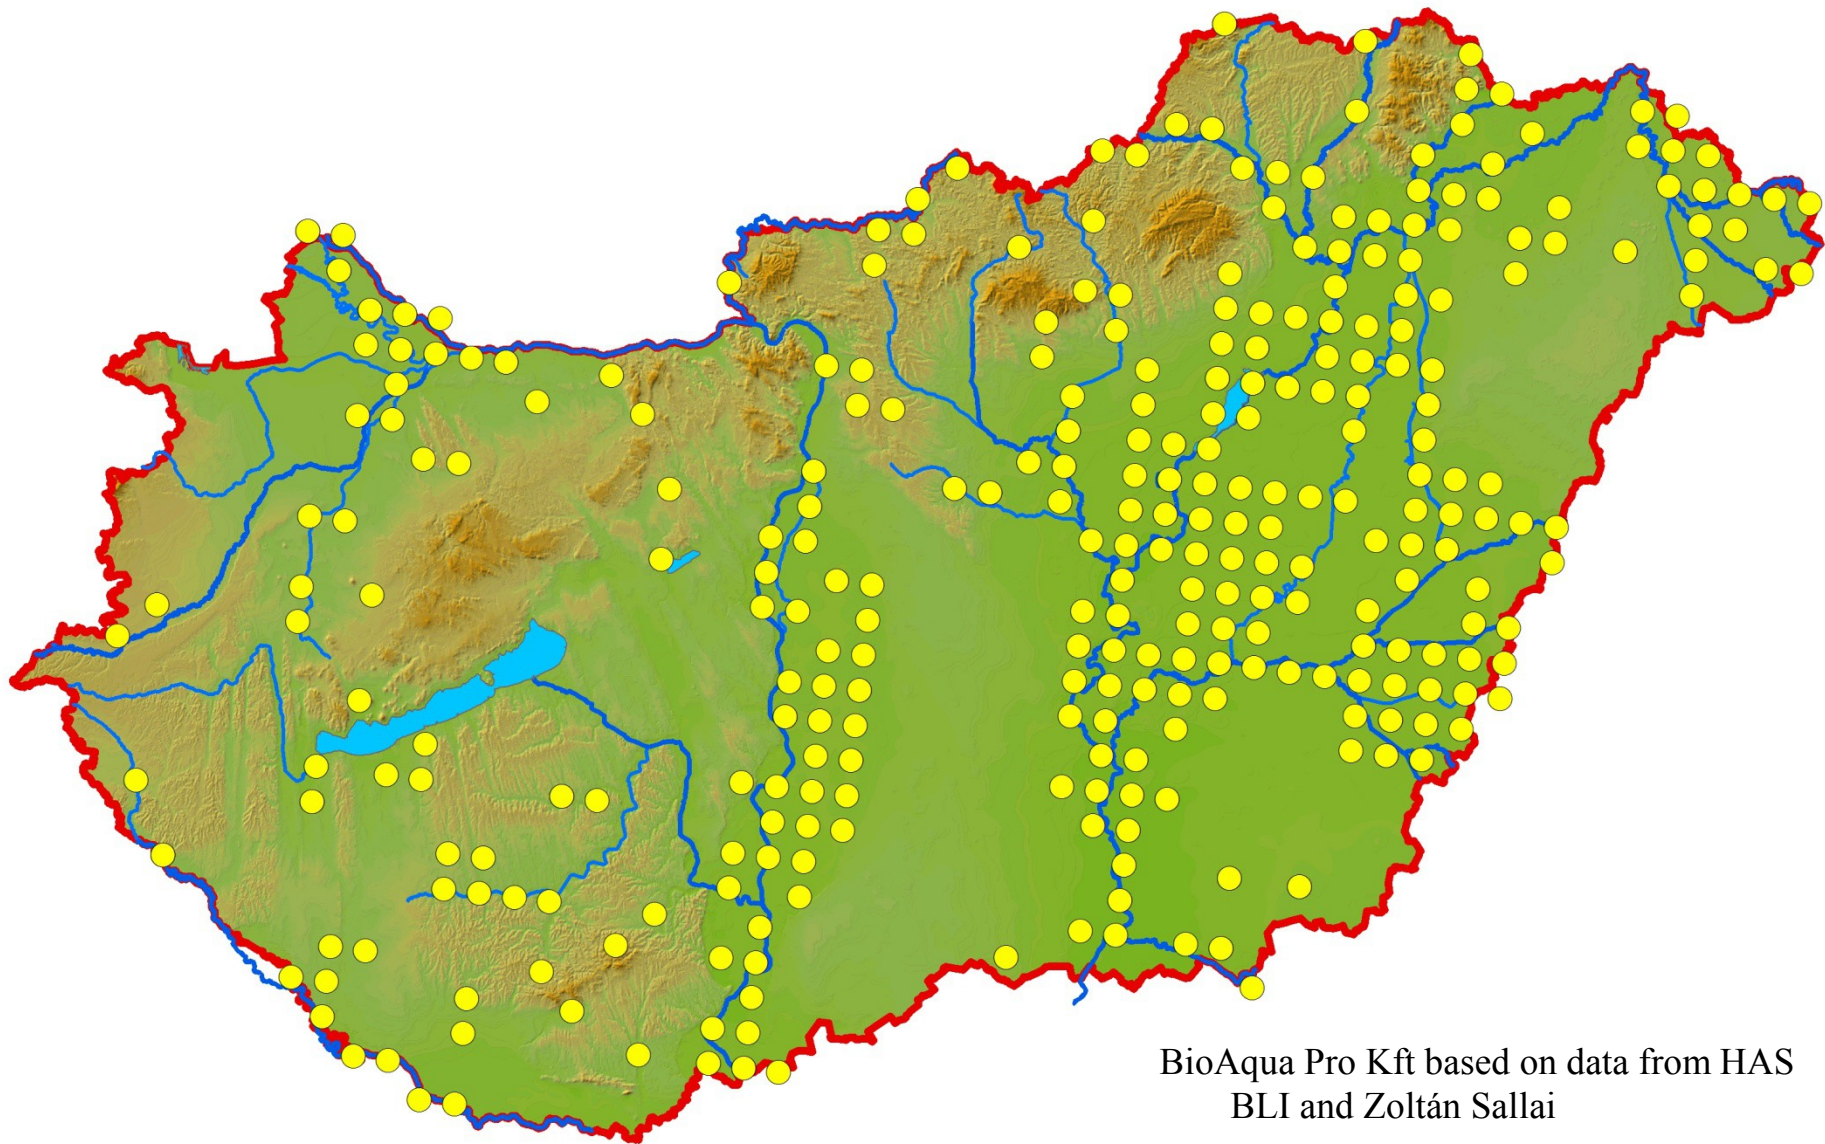 BioAqua Pro Kft based on data from HAS
BLI and Zoltán Sallai